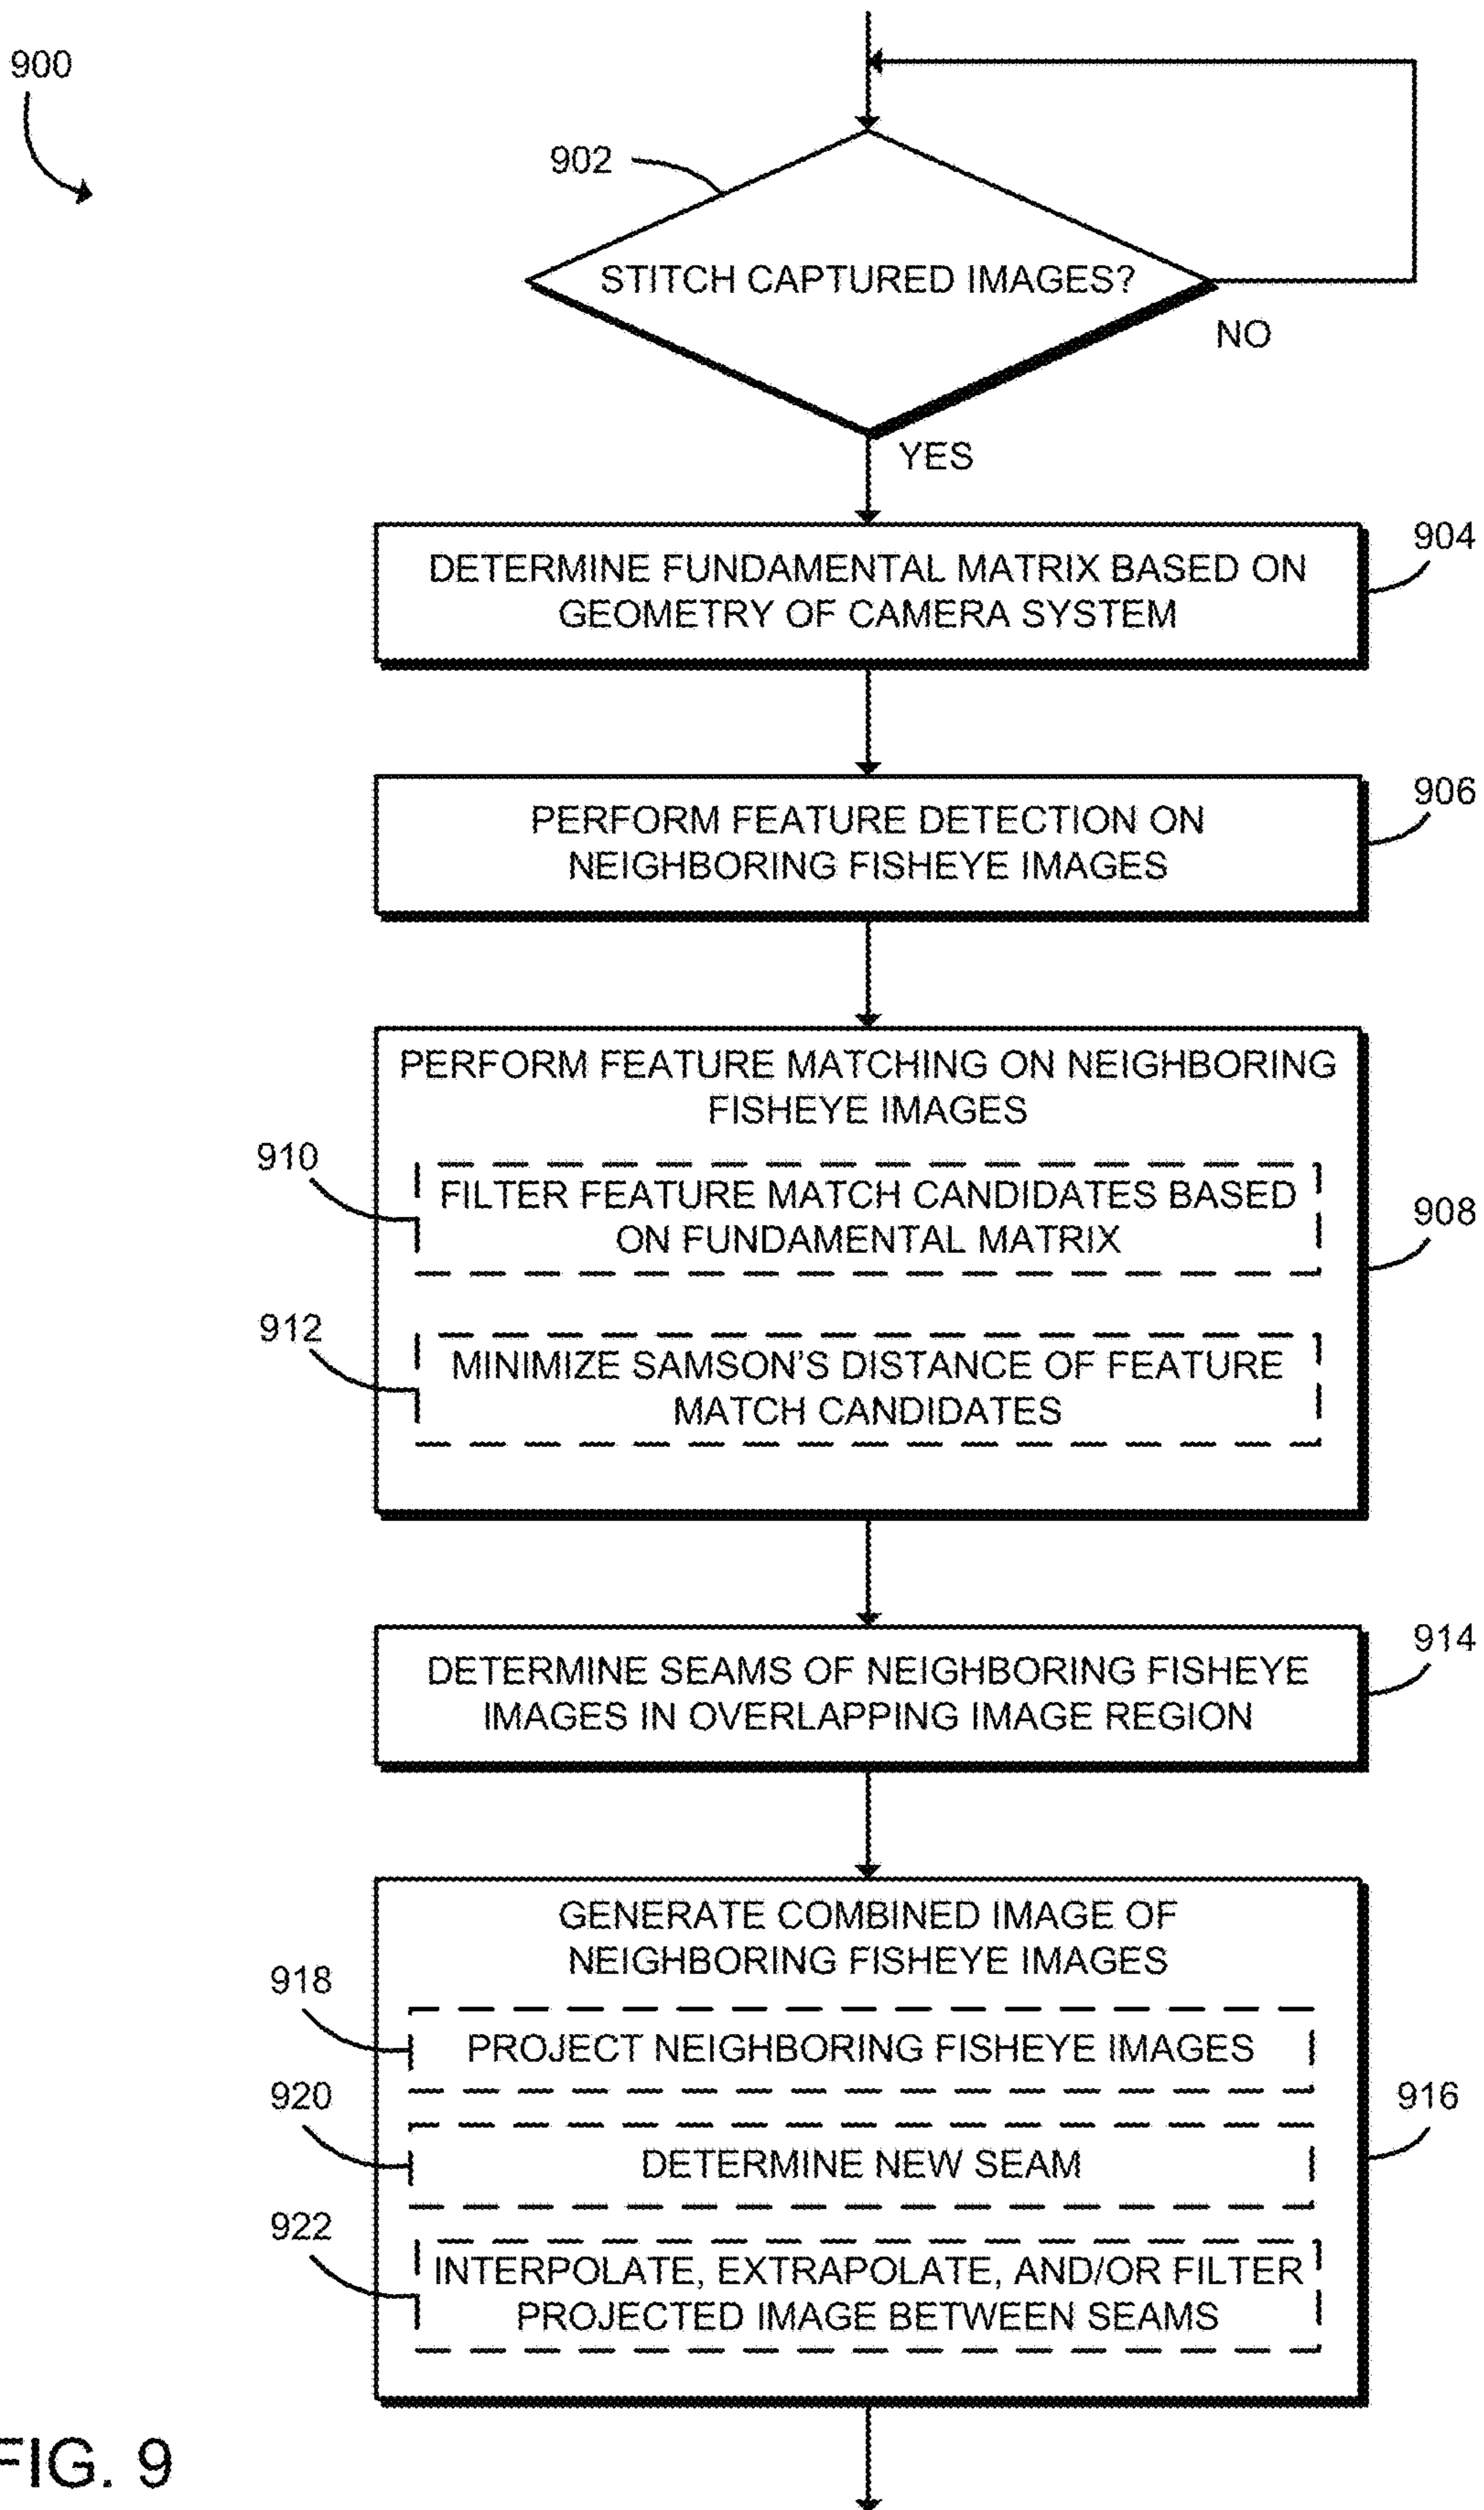 900
902
STITCH CAPTURED IMAGES?
NO
YES
904
DETERMINE FUNDAMENTAL MATRIX BASED ON
GEOMETRY OF CAMERA SYSTEM
906
PERFORM FEATURE DETECTION ON
NEIGHBORING FISHEYE IMAGES
PERFORM FEATURE MATCHING ON NEIGHBORING
FISHEYE IMAGES
910
FILTER FEATURE MATCH CANDIDATES BASED
ON FUNDAMENTAL MATRIX
908
912
MINIMIZE SAMSON'S DISTANCE OF FEATURE
MATCH CANDIDATES
914
DETERMINE SEAMS OF NEIGHBORING FISHEYE
IMAGES IN OVERLAPPING IMAGE REGION
GENERATE COMBINED IMAGE OF
NEIGHBORING FISHEYE IMAGES
918
PROJECT NEIGHBORING FISHEYE IMAGES
920
916
DETERMINE NEW SEAM
922
INTERPOLATE, EXTRAPOLATE, AND/OR FILTER
PROJECTED IMAGE BETWEEN SEAMS
FIG. 9